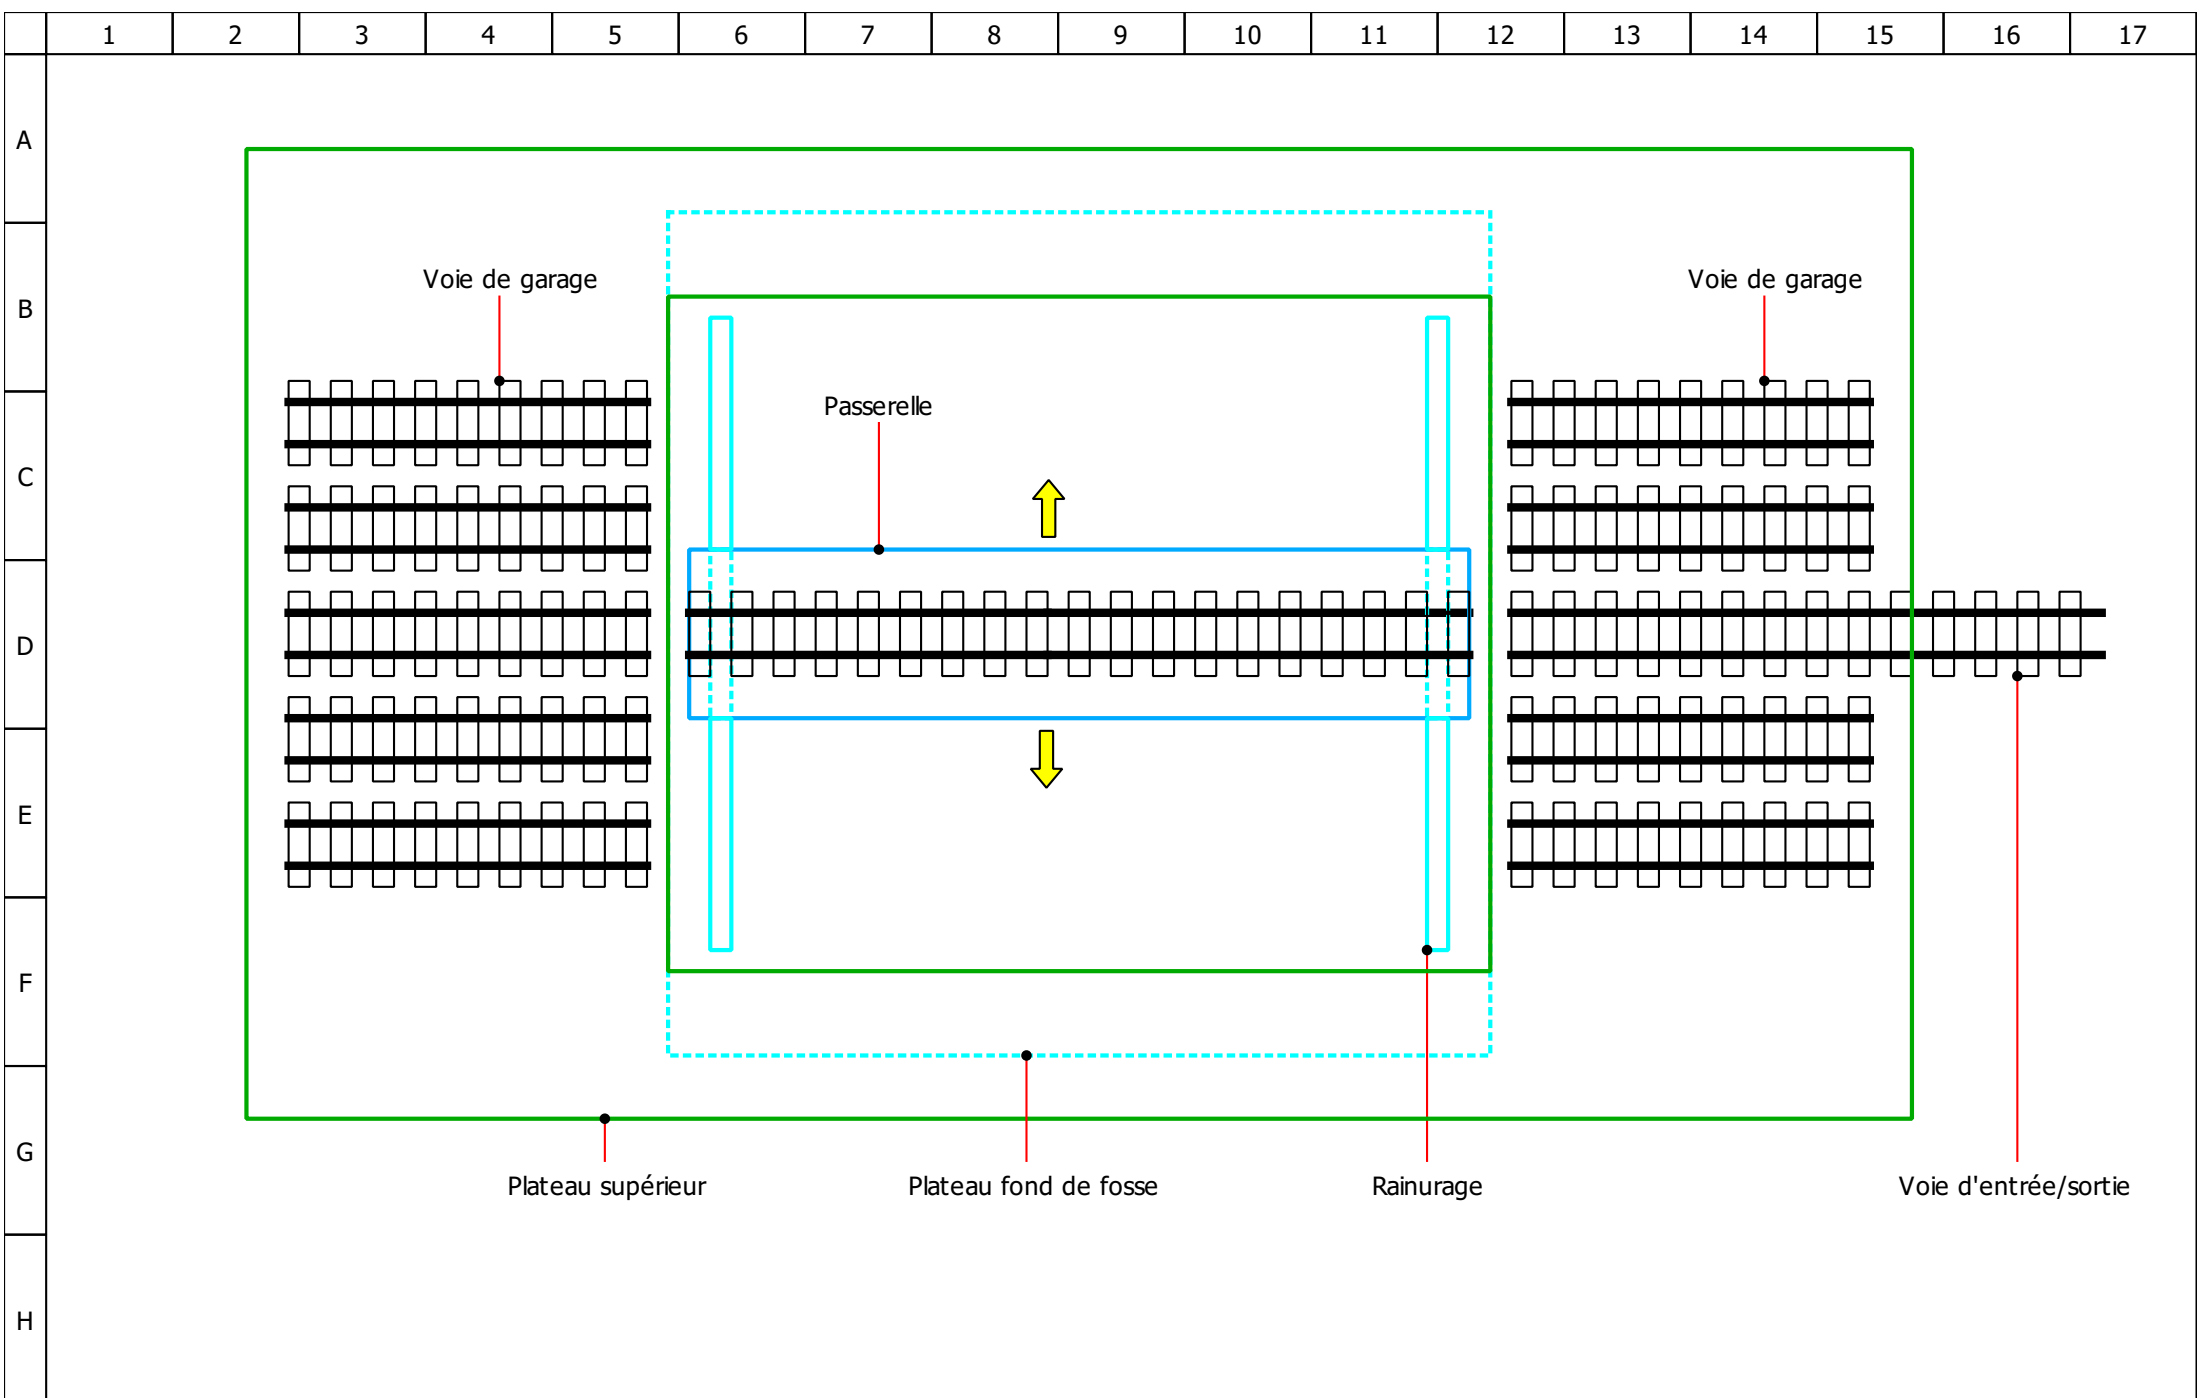 1 2 3 4 5 6 7 8 9 10 11 12 13 14 15 16 17
A
B
Voie de garage Voie de garage
Passerelle
C
D
E
F
G
Plateau supérieur Plateau fond de fosse Rainurage Voie d'entrée/sortie
H